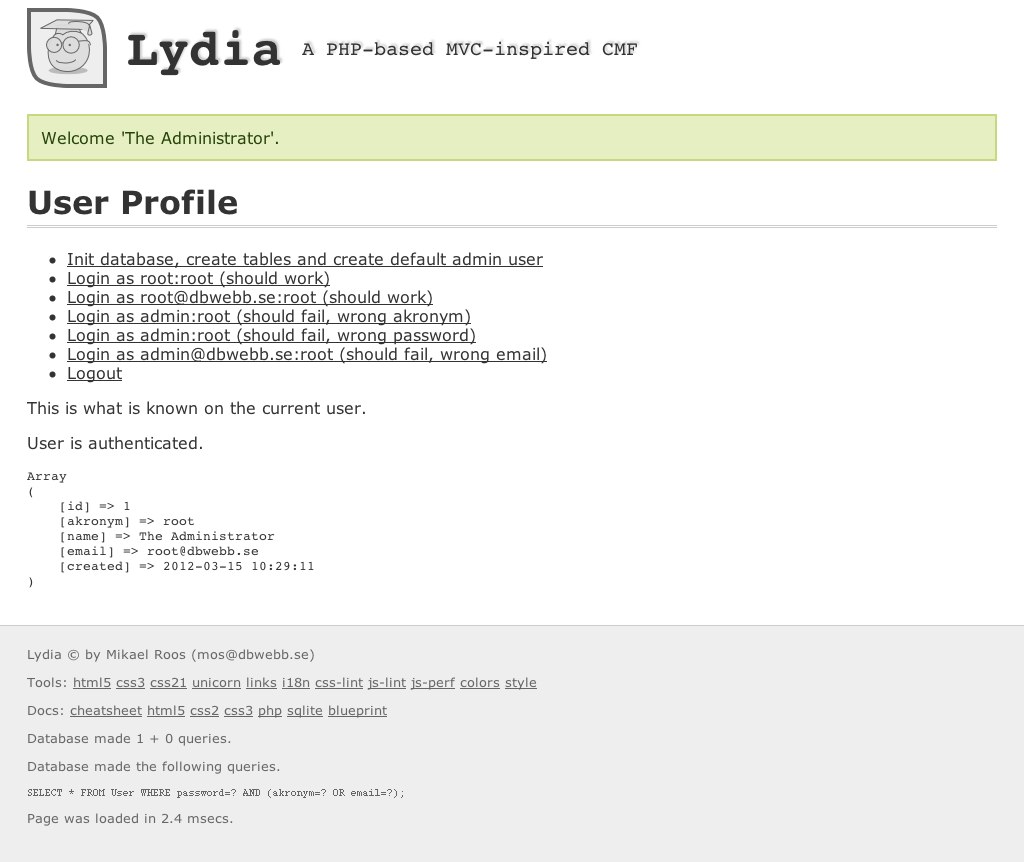 Lydia A PHP-based MVC-inspired CMF
Welcome 'The Administrator'.
User Profile
• Init database, create tables and create default admin user
• Login as root:root (should work)
• Login as root@dbwebb.se:root (should work)
• Login as admin:root (should fail, wrong akronym)
• Login as admin:root (should fail, wrong password)
• Login as admin@dbwebb.se:root (should fail, wrong email)
• Logout
This is what is known on the current user.
User is authenticated.
Array
(
    [id] => 1
    [akronym] => root
    [name] => The Administrator
    [email] => root@dbwebb.se
    [created] => 2012-03-15 10:29:11
)
Lydia © by Mikael Roos (mos@dbwebb.se)
Tools: html5 css3 css21 unicorn links i18n css-lint js-lint js-perf colors style
Docs: cheatsheet html5 css2 css3 php sqlite blueprint
Database made 1 + 0 queries.
Database made the following queries.
SELECT * FROM User WHERE password=? AND (akronym=? OR email=?);
Page was loaded in 2.4 msecs.